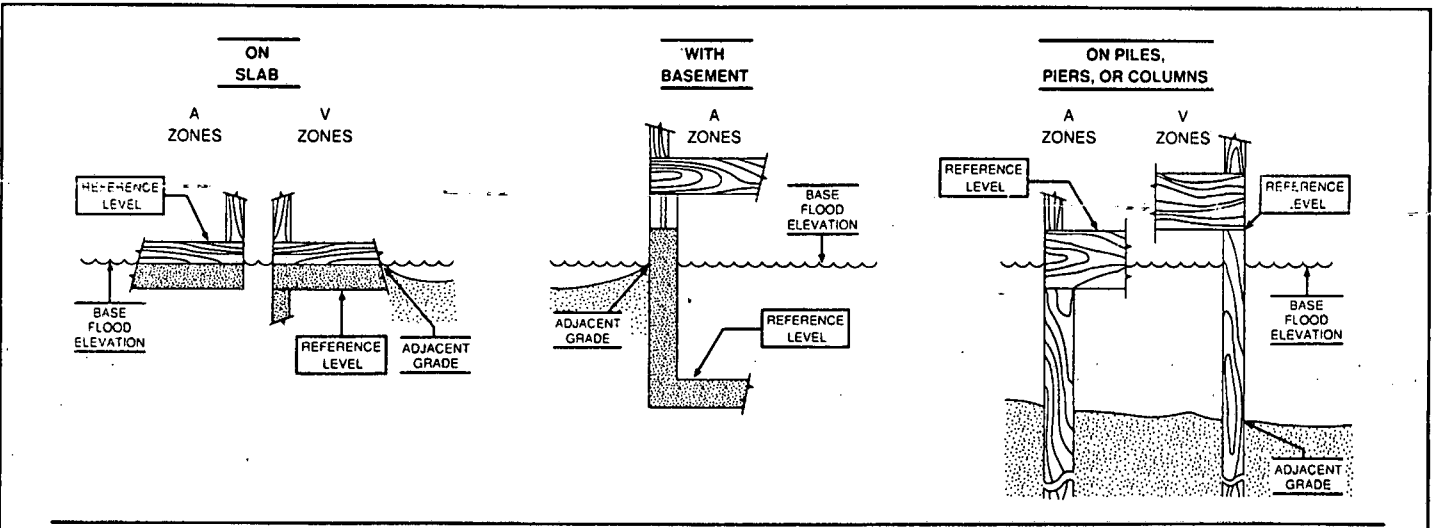 ON
SLAB
A
ZONES
V
ZONES
REFERENCE
LEVEL
BASE
FLOOD
ELEVATION
REFERENCE
LEVEL
ADJACENT
GRADE
WITH
BASEMENT
A
ZONES
BASE
FLOOD
ELEVATION
ADJACENT
GRADE
REFERENCE
LEVEL
ON PILES,
PIERS, OR COLUMNS
A
ZONES
V
ZONES
REFERENCE
LEVEL
REFERENCE
LEVEL
BASE
FLOOD
ELEVATION
ADJACENT
GRADE